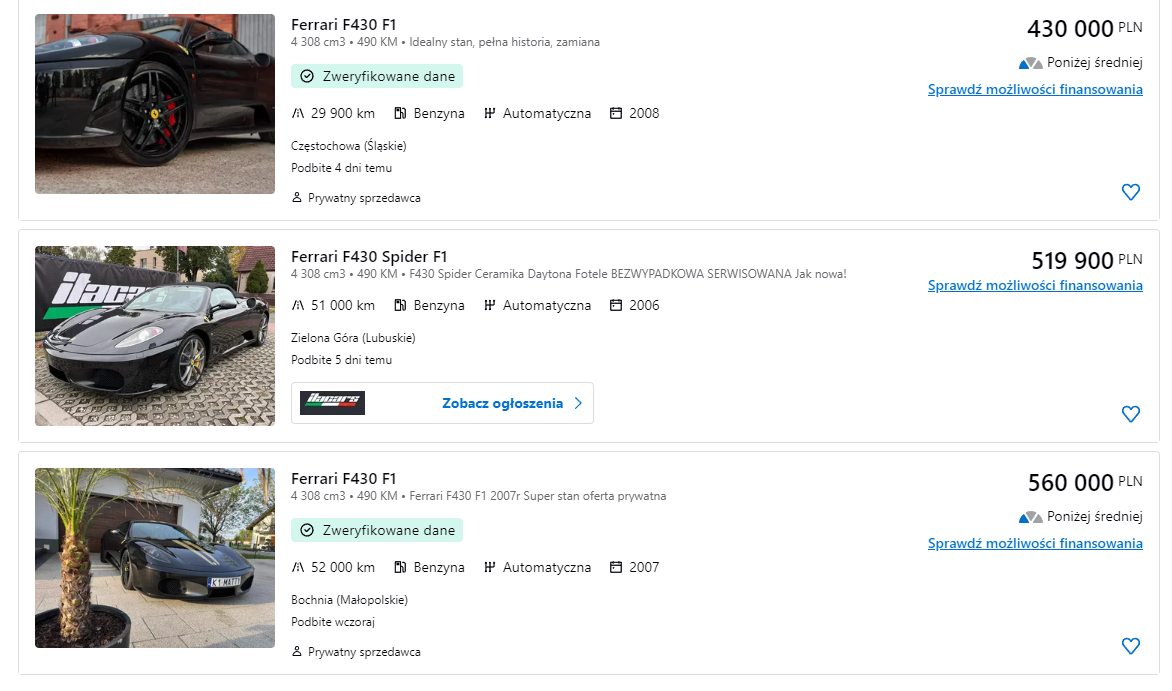 Ferrari F430 F1
430 000 PLN
4 308 cm3 • 490 KM • Idealny stan, pełna historia, zamiana
Zweryfikowane dane
Poniżej średniej
Sprawdź możliwości finansowania
29 900 km Benzyna Automatyczna 2008
Częstochowa (Śląskie)
Podbite 4 dni temu
Prywatny sprzedawca
Ferrari F430 Spider F1
519 900 PLN
4 308 cm3 • 490 KM • F430 Spider Ceramika Daytona Fotele BEZWYPADKOWA SERWISOWANA Jak nowa!
Sprawdź możliwości finansowania
51 000 km Benzyna Automatyczna 2006
Zielona Góra (Lubuskie)
Podbite 5 dni temu
itacars Zobacz ogłoszenia
Ferrari F430 F1
560 000 PLN
4 308 cm3 • 490 KM • Ferrari F430 F1 2007r Super stan oferta prywatna
Zweryfikowane dane
Poniżej średniej
Sprawdź możliwości finansowania
52 000 km Benzyna Automatyczna 2007
K1 MATTI
Bochnia (Małopolskie)
Podbite wczoraj
Prywatny sprzedawca